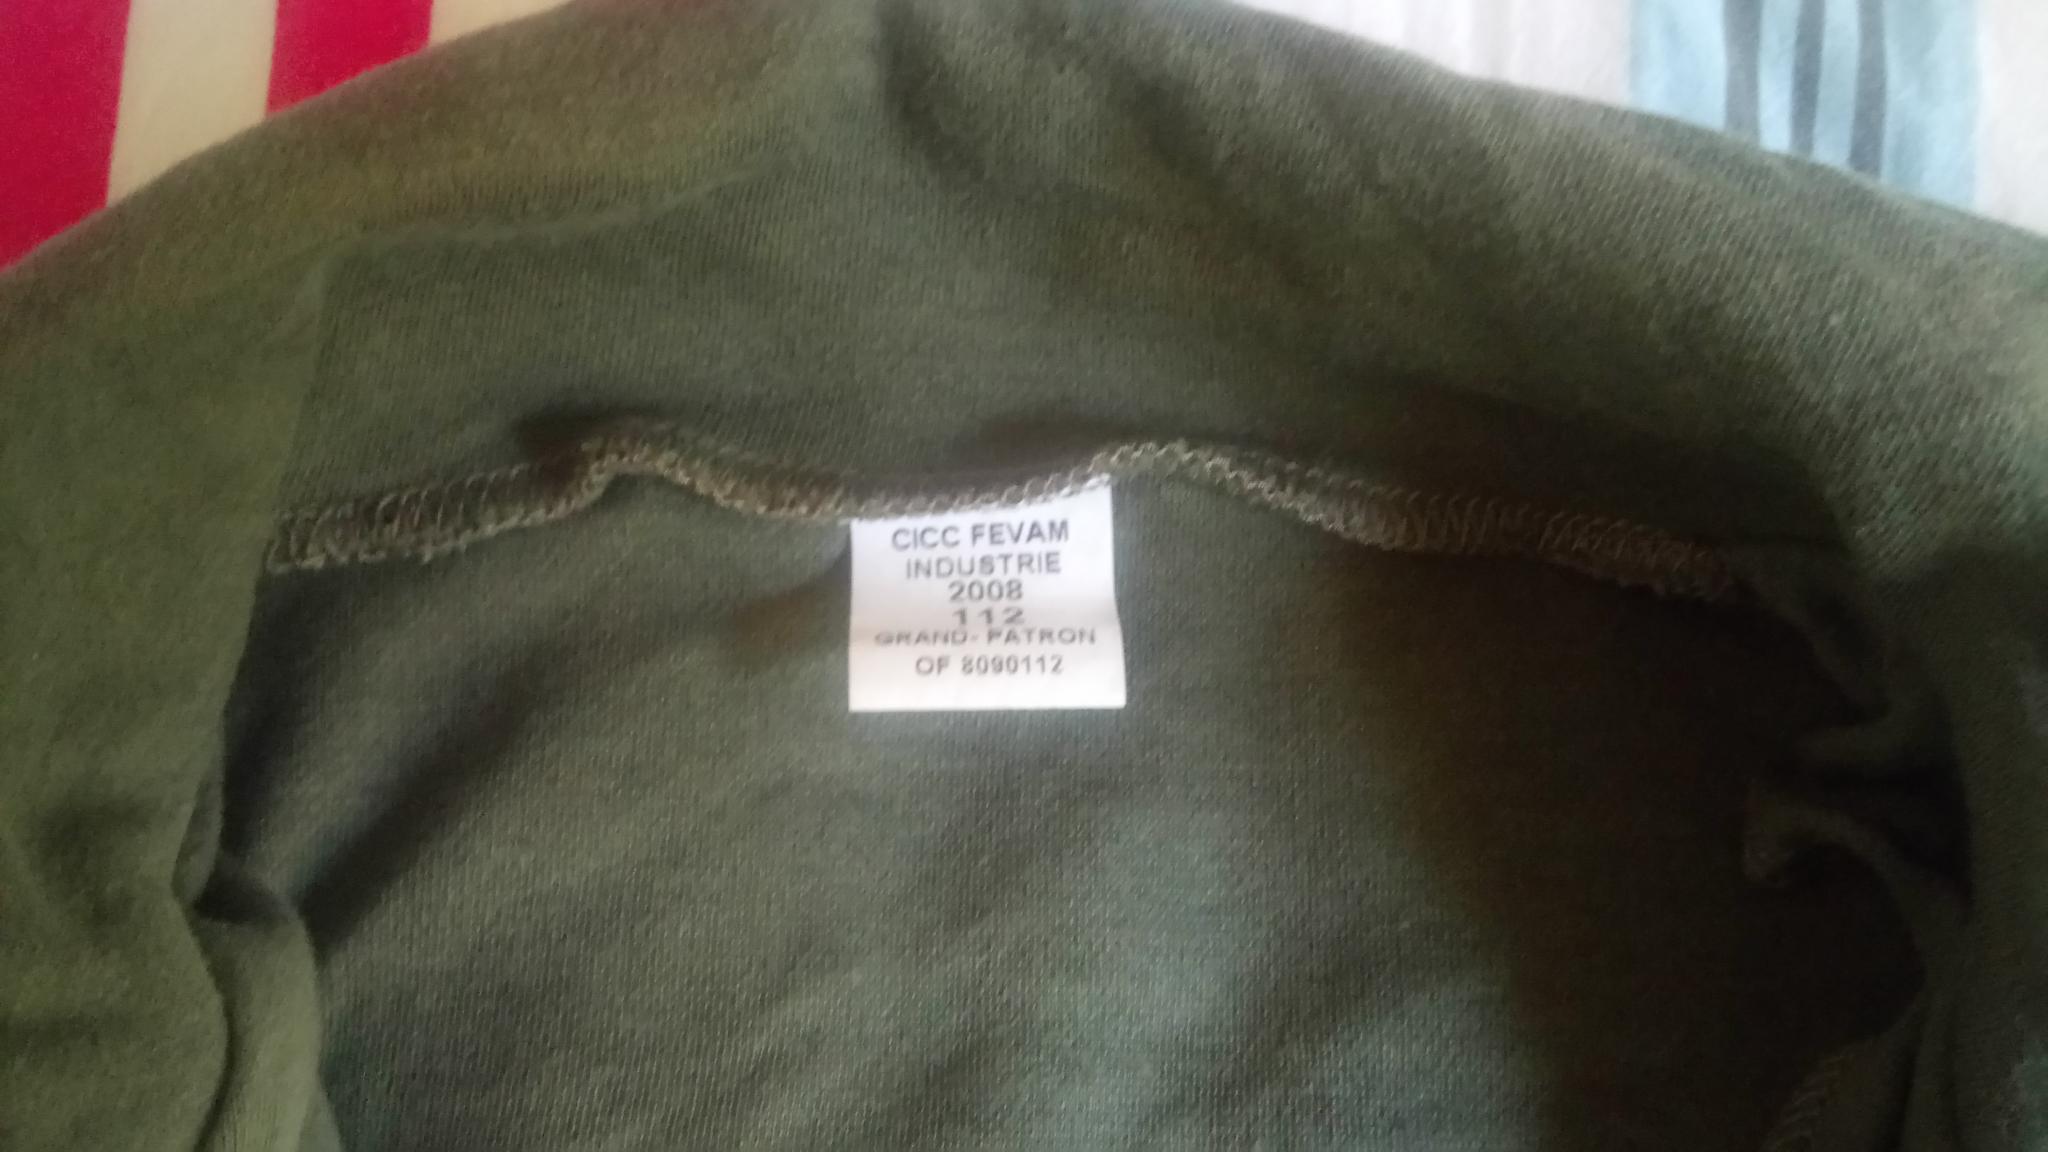 CICC FEVAM
INDUSTRIE
2008
112
GRAND-PATRON
OF 8090112